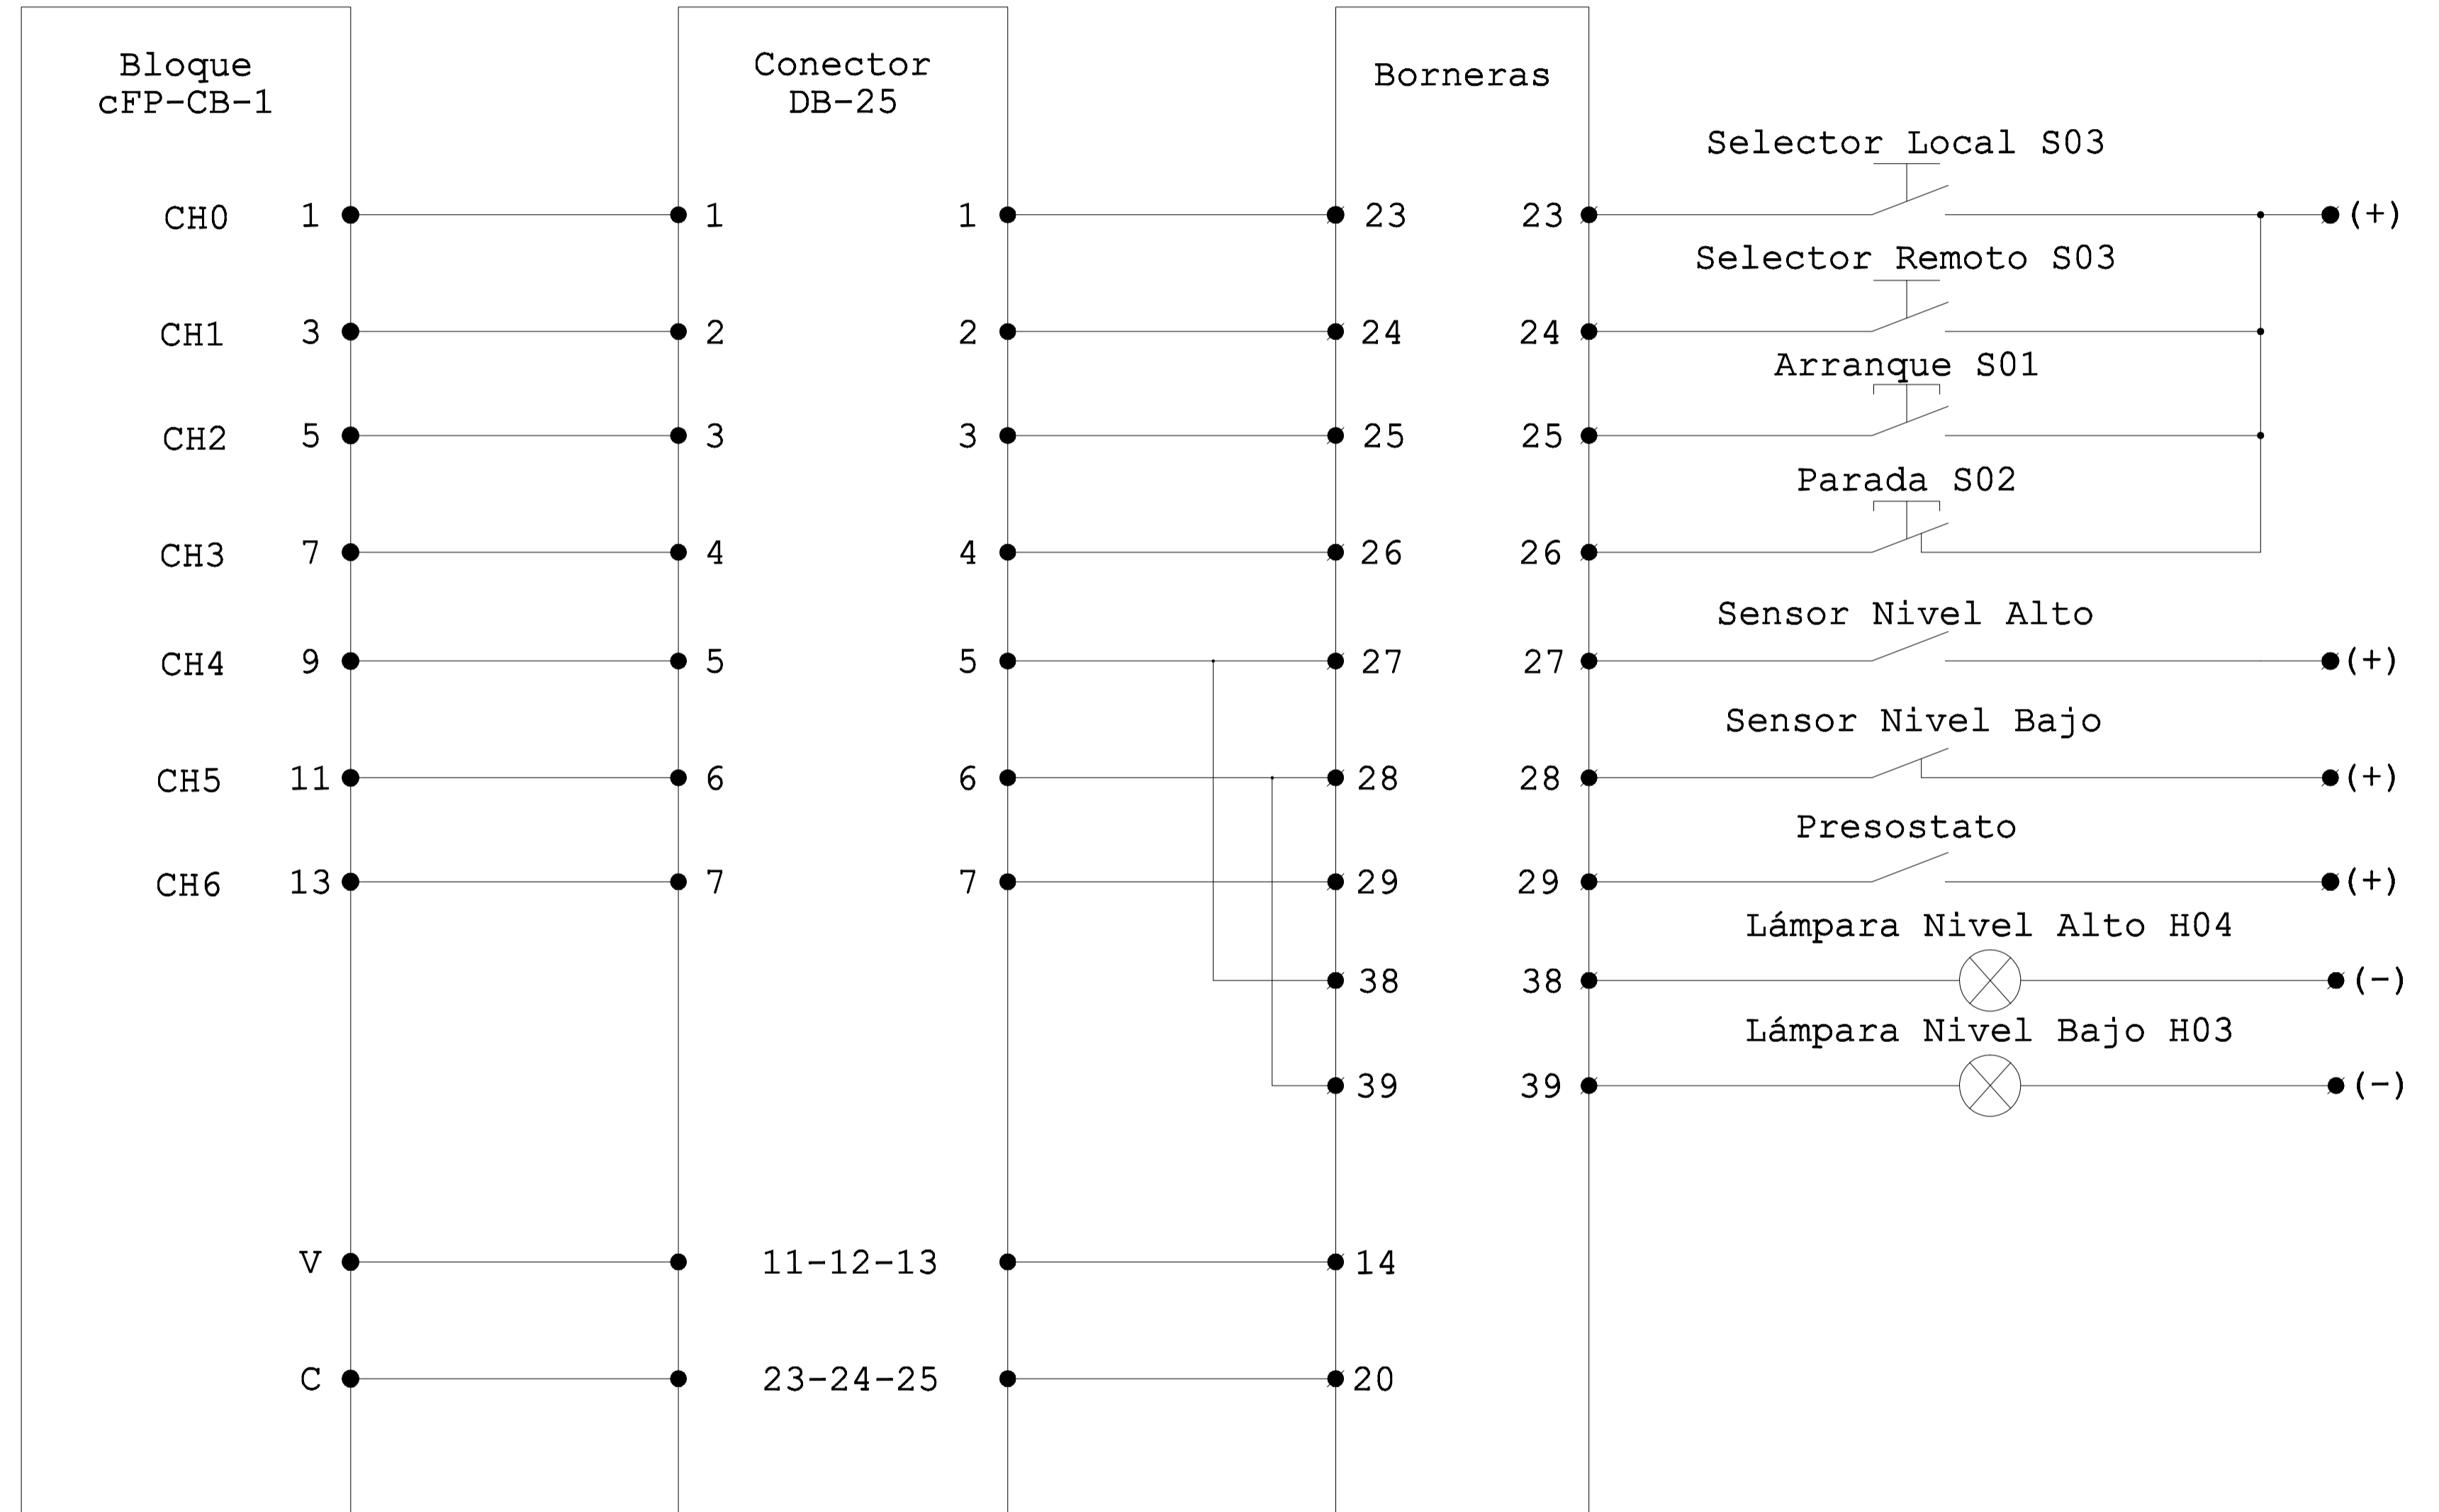 Bloque
cFP-CB-1
Conector
DB-25
Borneras
Selector Local S03
CH0 1 1 1 23 23 (+)
Selector Remoto S03
CH1 3 2 2 24 24
Arranque S01
CH2 5 3 3 25 25
Parada S02
CH3 7 4 4 26 26
Sensor Nivel Alto
CH4 9 5 5 27 27 (+)
Sensor Nivel Bajo
CH5 11 6 6 28 28 (+)
Presostato
CH6 13 7 7 29 29 (+)
Lámpara Nivel Alto H04
38 38 (-)
Lámpara Nivel Bajo H03
39 39 (-)
V 11-12-13 14
C 23-24-25 20